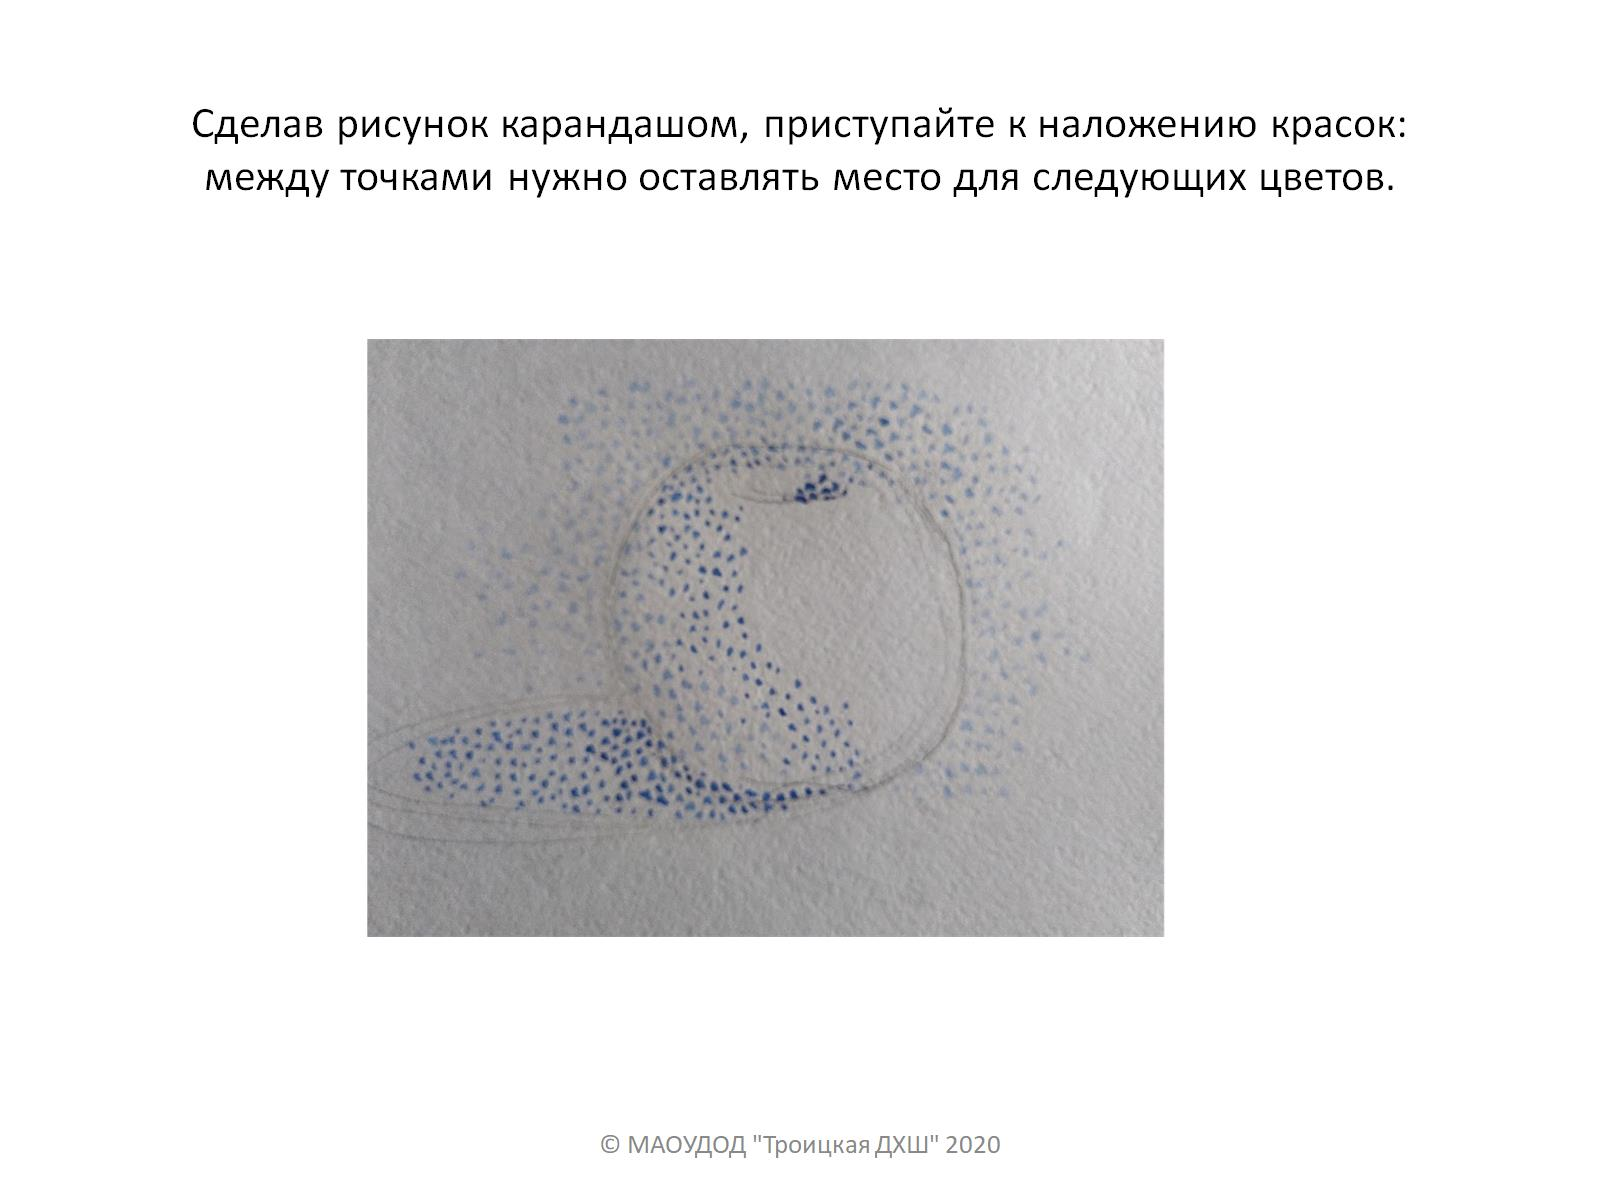 Сделав рисунок карандашом, приступайте к наложению красок:
между точками нужно оставлять место для следующих цветов.
© МАОУДОД "Троицкая ДХШ" 2020